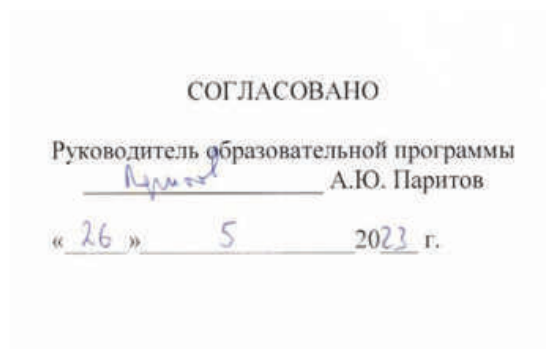 СОГЛАСОВАНО
Руководитель образовательной программы
А.Ю. Паритов
« 26 » 5 2023 г.